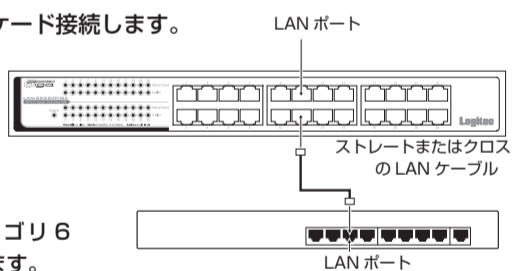 ケード接続します。
LAN ポート
Logitec
ストレートまたはクロス
の LAN ケーブル
ゴリ 6
ます。
LAN ポート